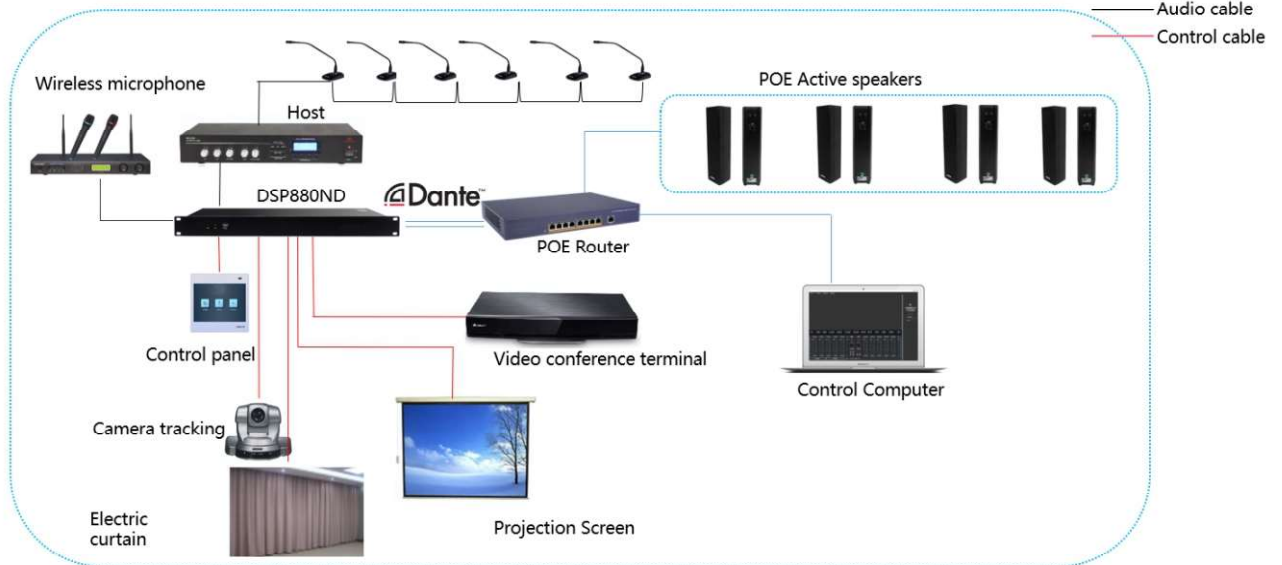 Audio cable
Control cable
Wireless microphone
POE Active speakers
Host
DSP880ND
Dante™
POE Router
Control panel
Video conference terminal
Control Computer
Camera tracking
Electric
curtain
Projection Screen